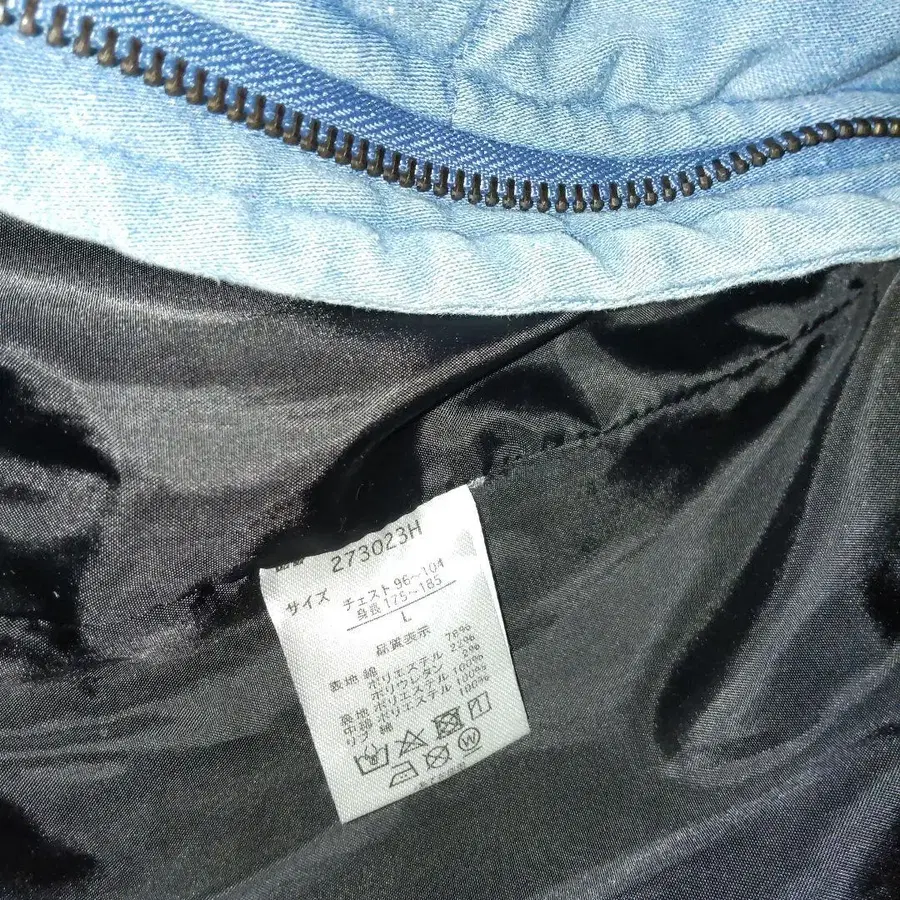 273023H
サイズ チェスト96~104
身長175~185
L
品質表示
表地 綿 78%
ポリエステル 22%
ポリウレタン 2%
裏地 ポリエステル 100%
中綿 ポリエステル 100%
リブ 綿 100%
W